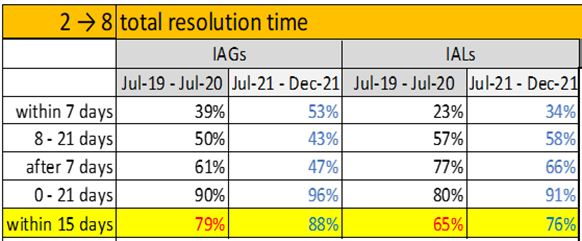 2 → 8 total resolution time
IAGs IALs
Jul-19 - Jul-20 Jul-21 - Dec-21 Jul-19 - Jul-20 Jul-21 - Dec-21
within 7 days 39% 53% 23% 34%
8 - 21 days 50% 43% 57% 58%
after 7 days 61% 47% 77% 66%
0 - 21 days 90% 96% 80% 91%
within 15 days 79% 88% 65% 76%